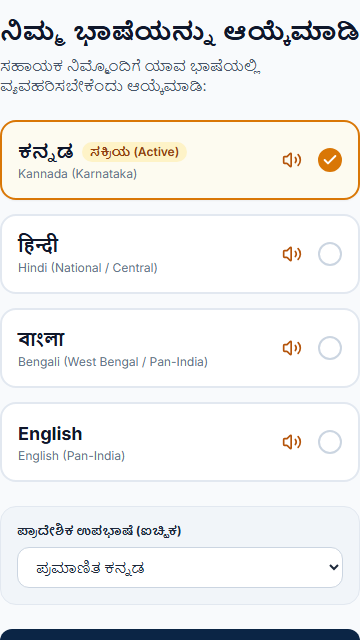 ನಿಮ್ಮ ಭಾಷೆಯನ್ನು ಆಯ್ಕೆಮಾಡಿ
ಸಹಾಯಕ ನಿಮ್ಮೊಂದಿಗೆ ಯಾವ ಭಾಷೆಯಲ್ಲಿ
ವ್ಯವಹರಿಸಬೇಕೆಂದು ಆಯ್ಕೆಮಾಡಿ:
ಕನ್ನಡ ಸಕ್ರಿಯ (Active)
Kannada (Karnataka)
हिन्दी
Hindi (National / Central)
বাংলা
Bengali (West Bengal / Pan-India)
English
English (Pan-India)
ಪ್ರಾದೇಶಿಕ ಉಪಭಾಷೆ (ಐಚ್ಛಿಕ)
ಪ್ರಮಾಣಿತ ಕನ್ನಡ